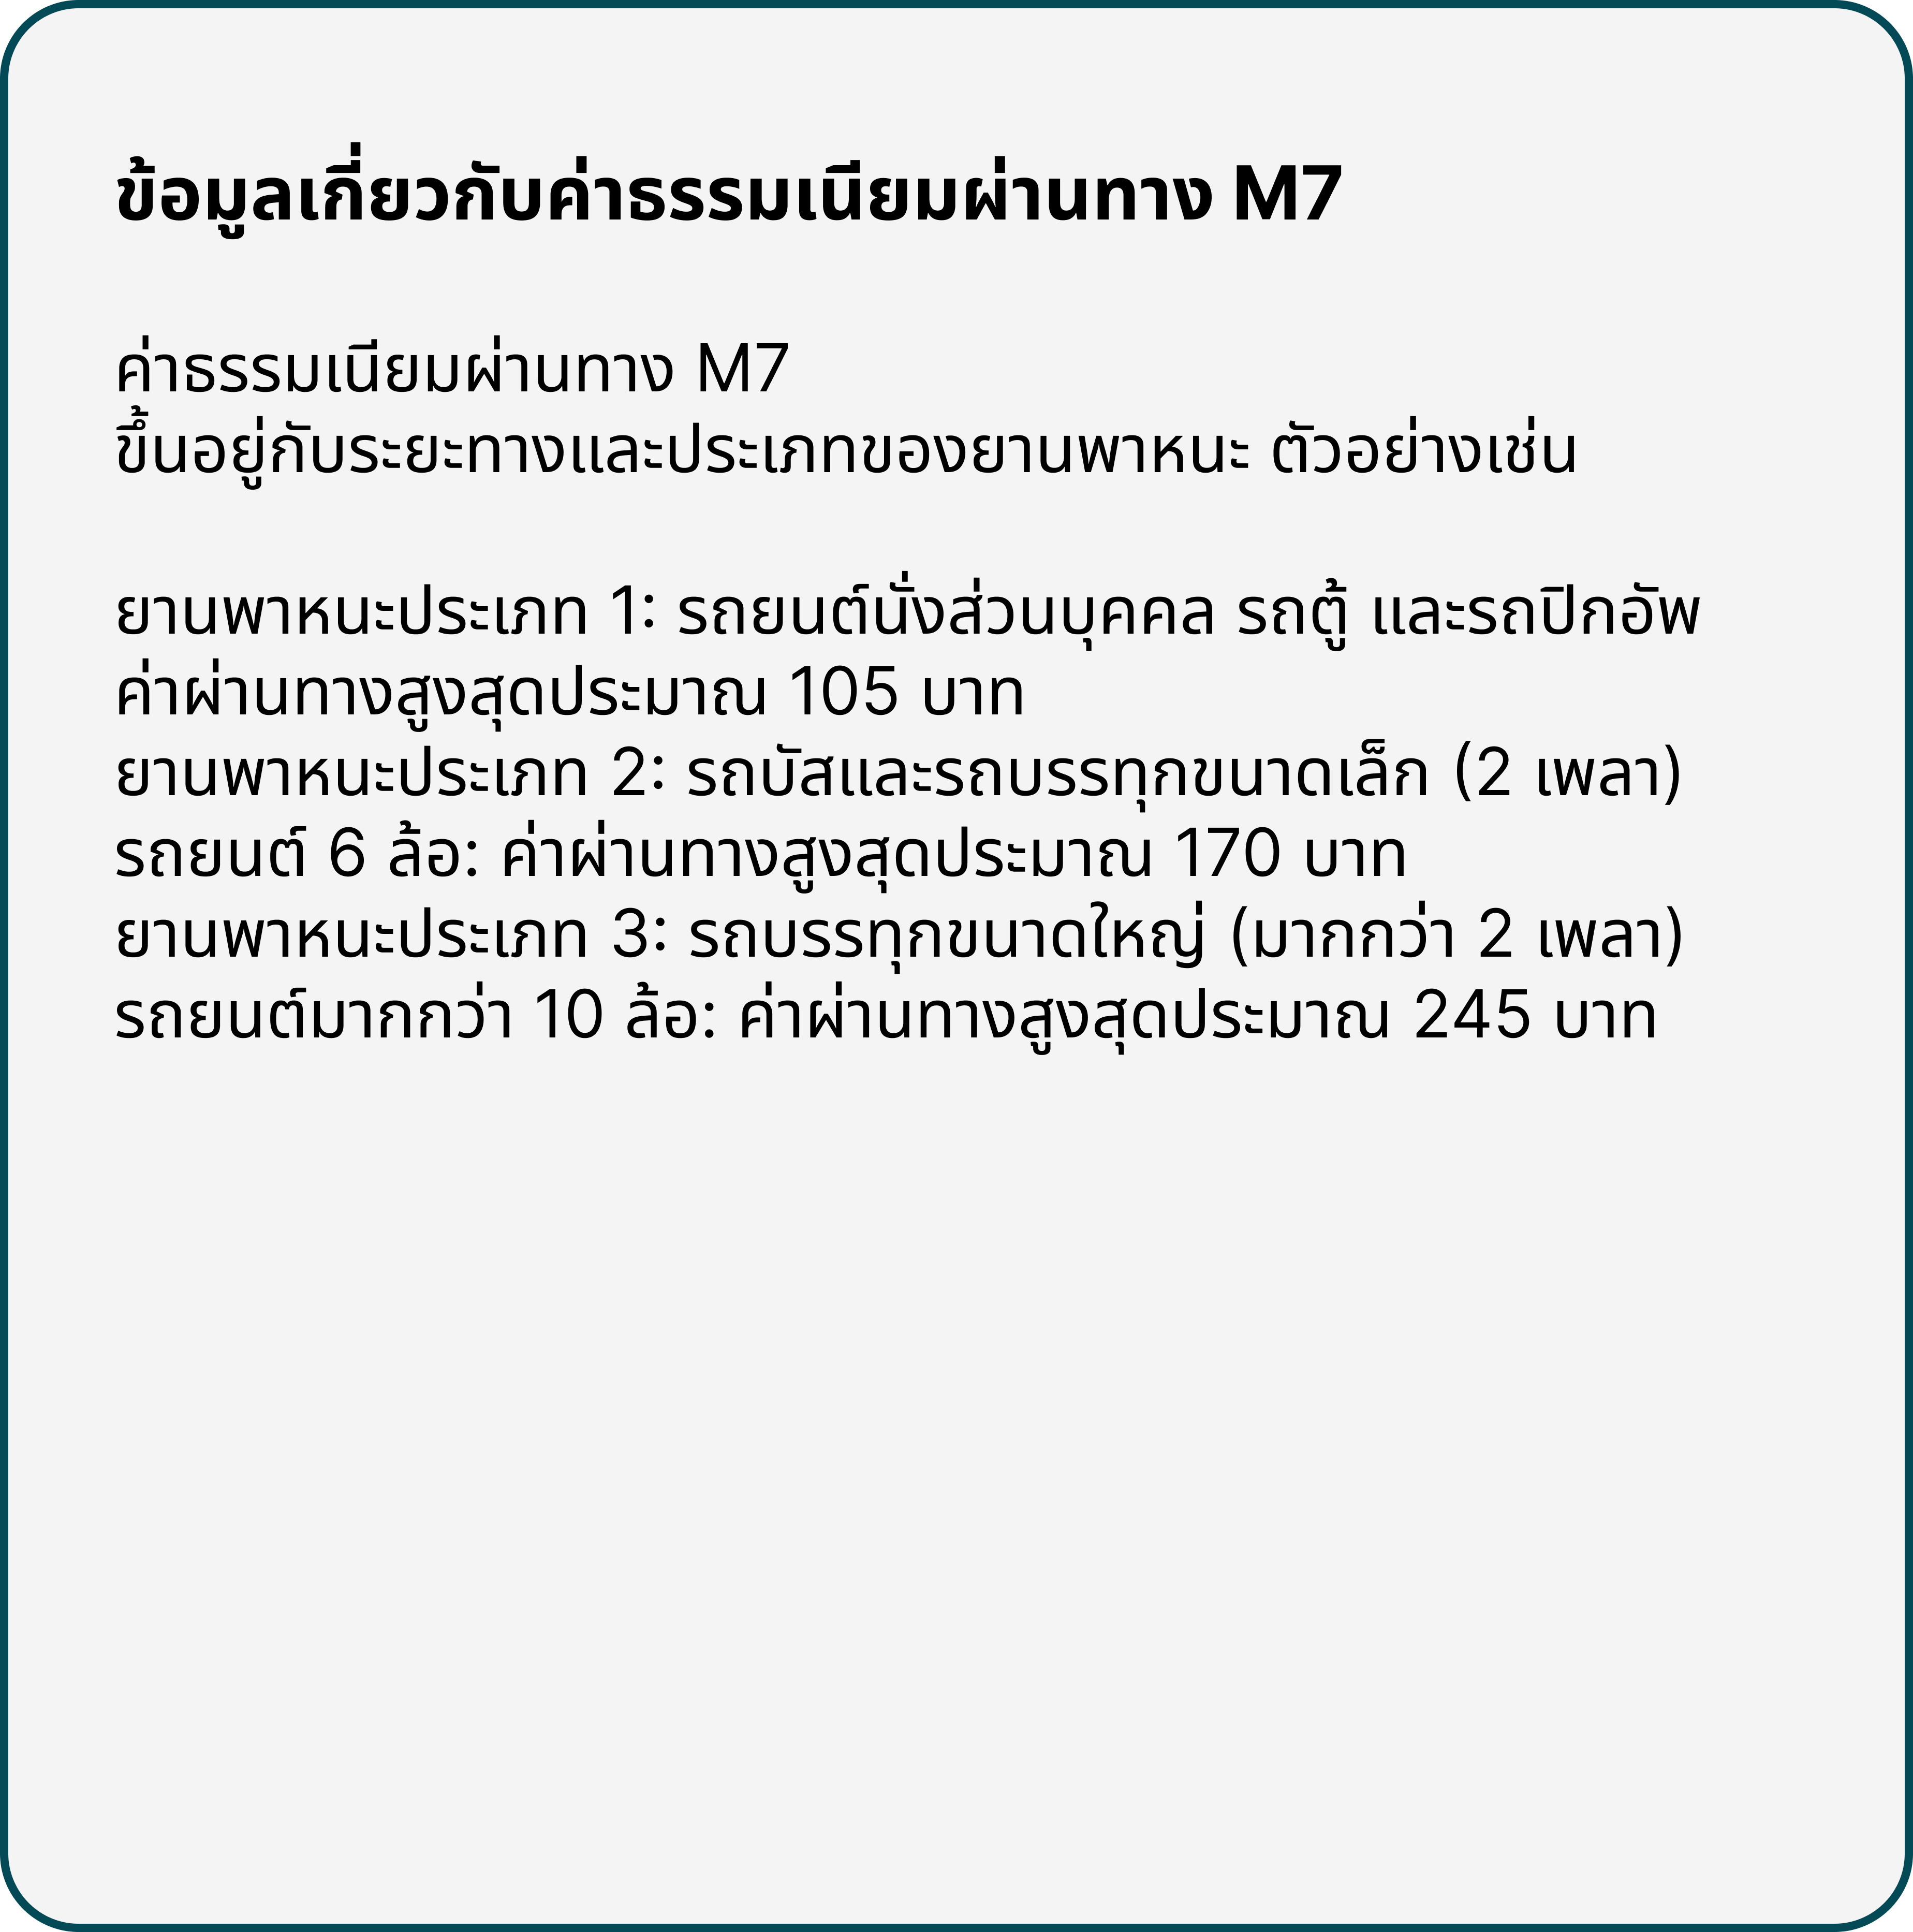 ข้อมูลเกี่ยวกับค่าธรรมเนียมผ่านทาง M7
ค่าธรรมเนียมผ่านทาง M7
ขึ้นอยู่กับระยะทางและประเภทของยานพาหนะ ตัวอย่างเช่น
ยานพาหนะประเภท 1: รถยนต์นั่งส่วนบุคคล รถตู้ และรถปิกอัพ
ค่าผ่านทางสูงสุดประมาณ 105 บาท
ยานพาหนะประเภท 2: รถบัสและรถบรรทุกขนาดเล็ก (2 เพลา)
รถยนต์ 6 ล้อ: ค่าผ่านทางสูงสุดประมาณ 170 บาท
ยานพาหนะประเภท 3: รถบรรทุกขนาดใหญ่ (มากกว่า 2 เพลา)
รถยนต์มากกว่า 10 ล้อ: ค่าผ่านทางสูงสุดประมาณ 245 บาท